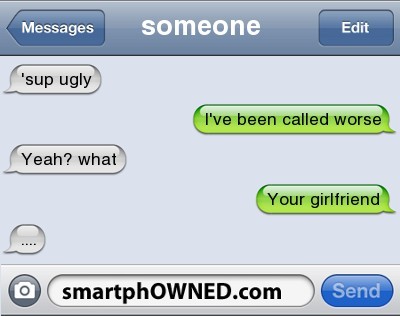 Messages
someone
Edit
'sup ugly
I've been called worse
Yeah? what
Your girlfriend
....
smartphOWNED.com
Send